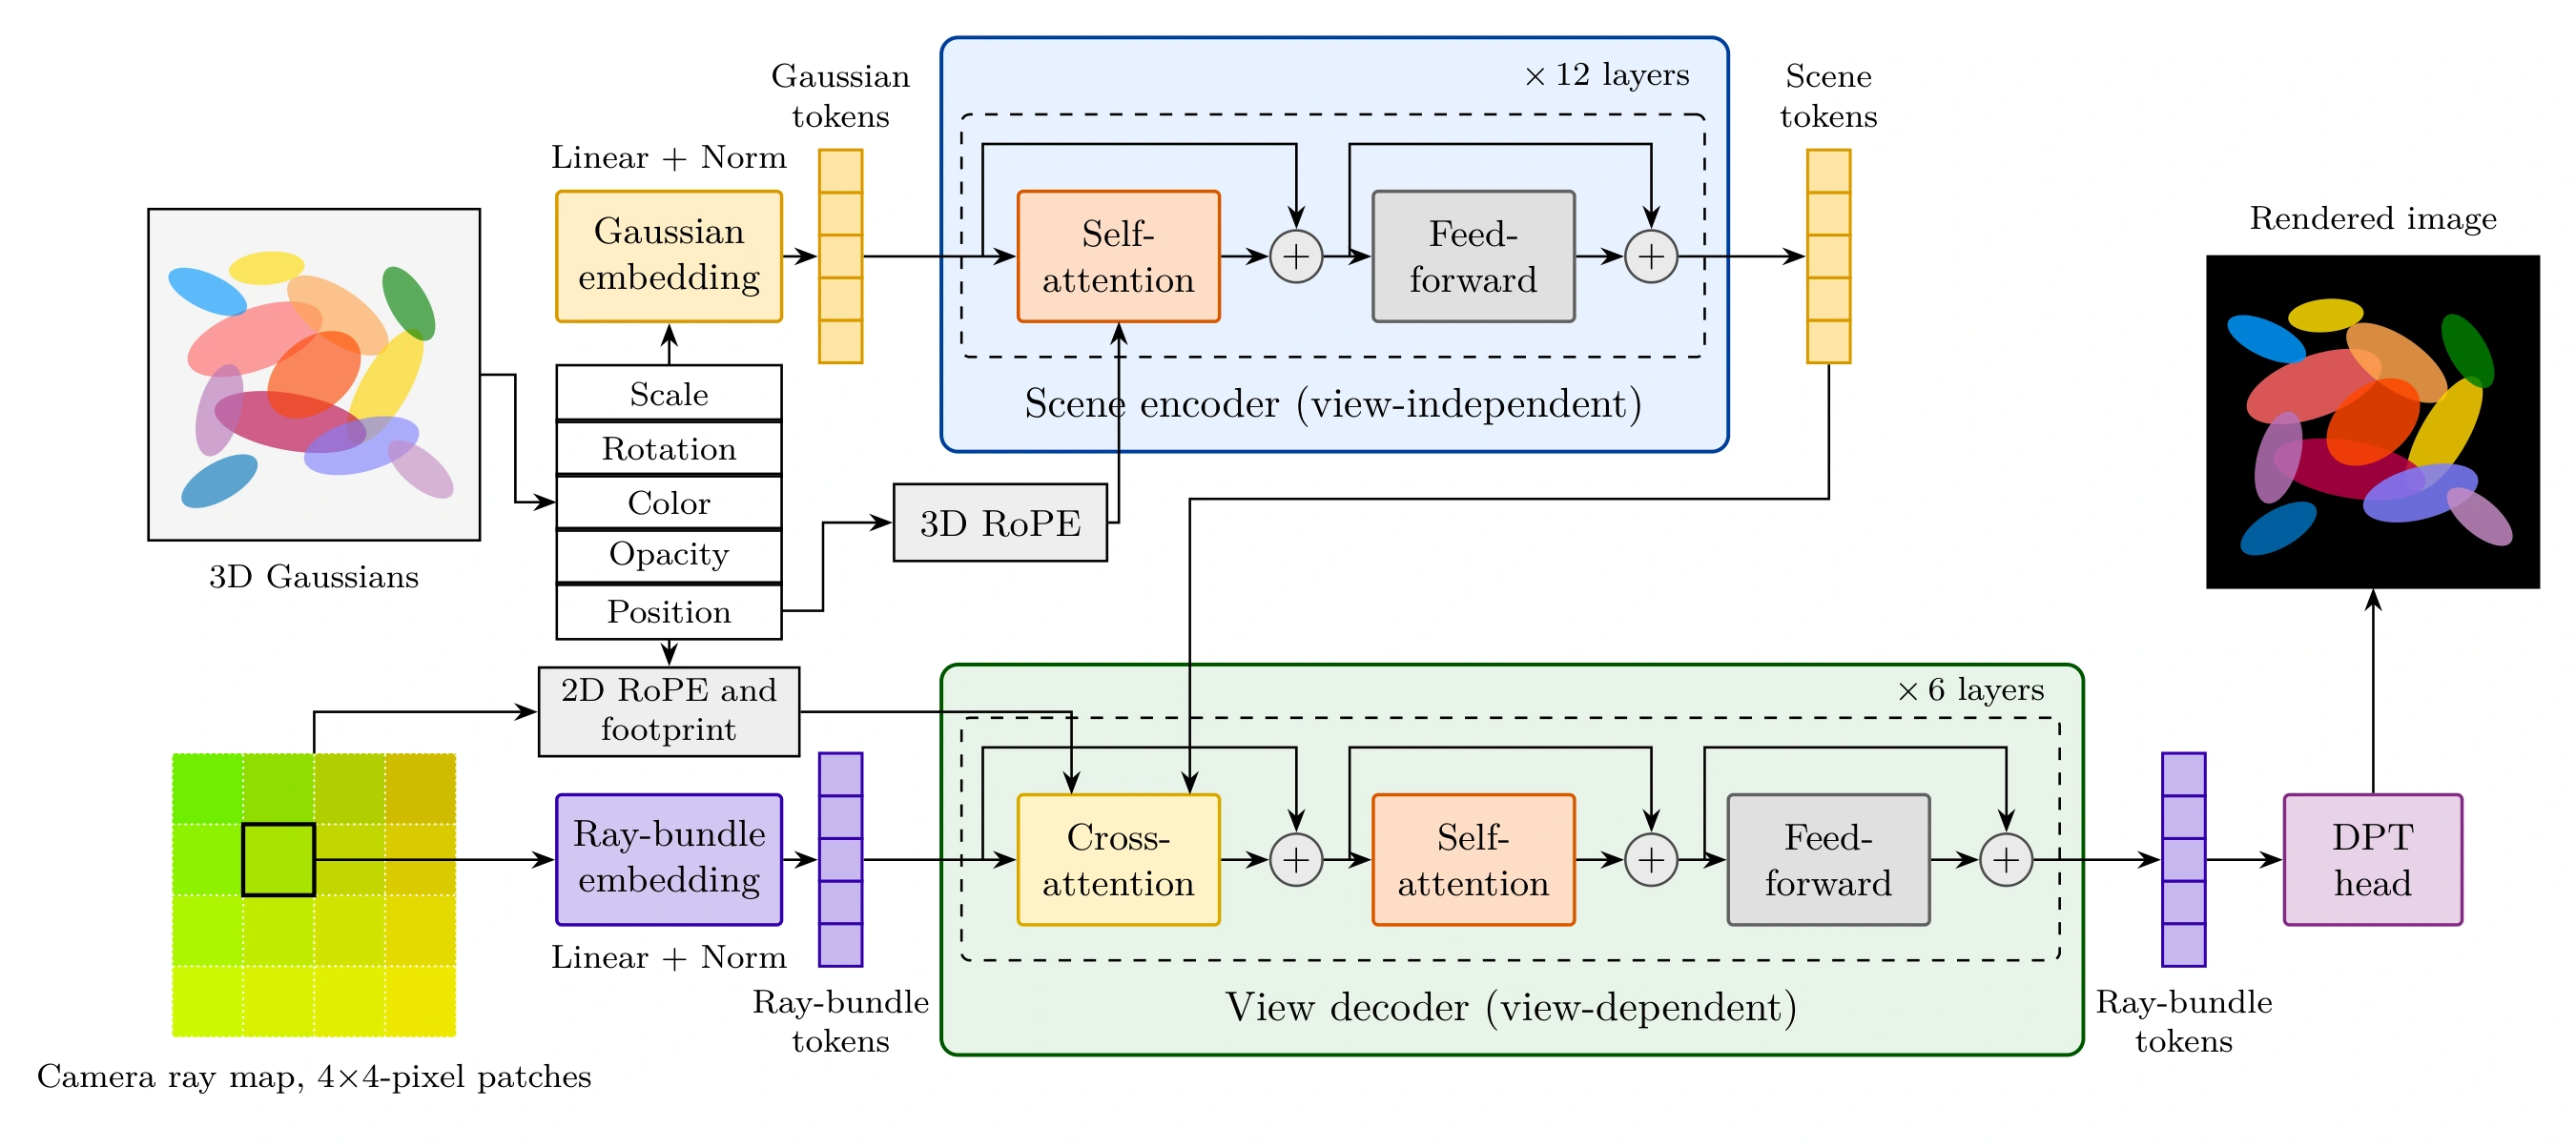 Gaussian
tokens
× 12 layers
Scene
tokens
Linear + Norm
Gaussian
embedding
Self-
attention
+
Feed-
forward
+
Rendered image
Scale
Rotation
Color
Opacity
Position
Scene encoder (view-independent)
3D RoPE
3D Gaussians
2D RoPE and
footprint
× 6 layers
Ray-bundle
embedding
Linear + Norm
Cross-
attention
+
Self-
attention
+
Feed-
forward
+
DPT
head
Ray-bundle
tokens
View decoder (view-dependent)
Ray-bundle
tokens
Camera ray map, 4×4-pixel patches